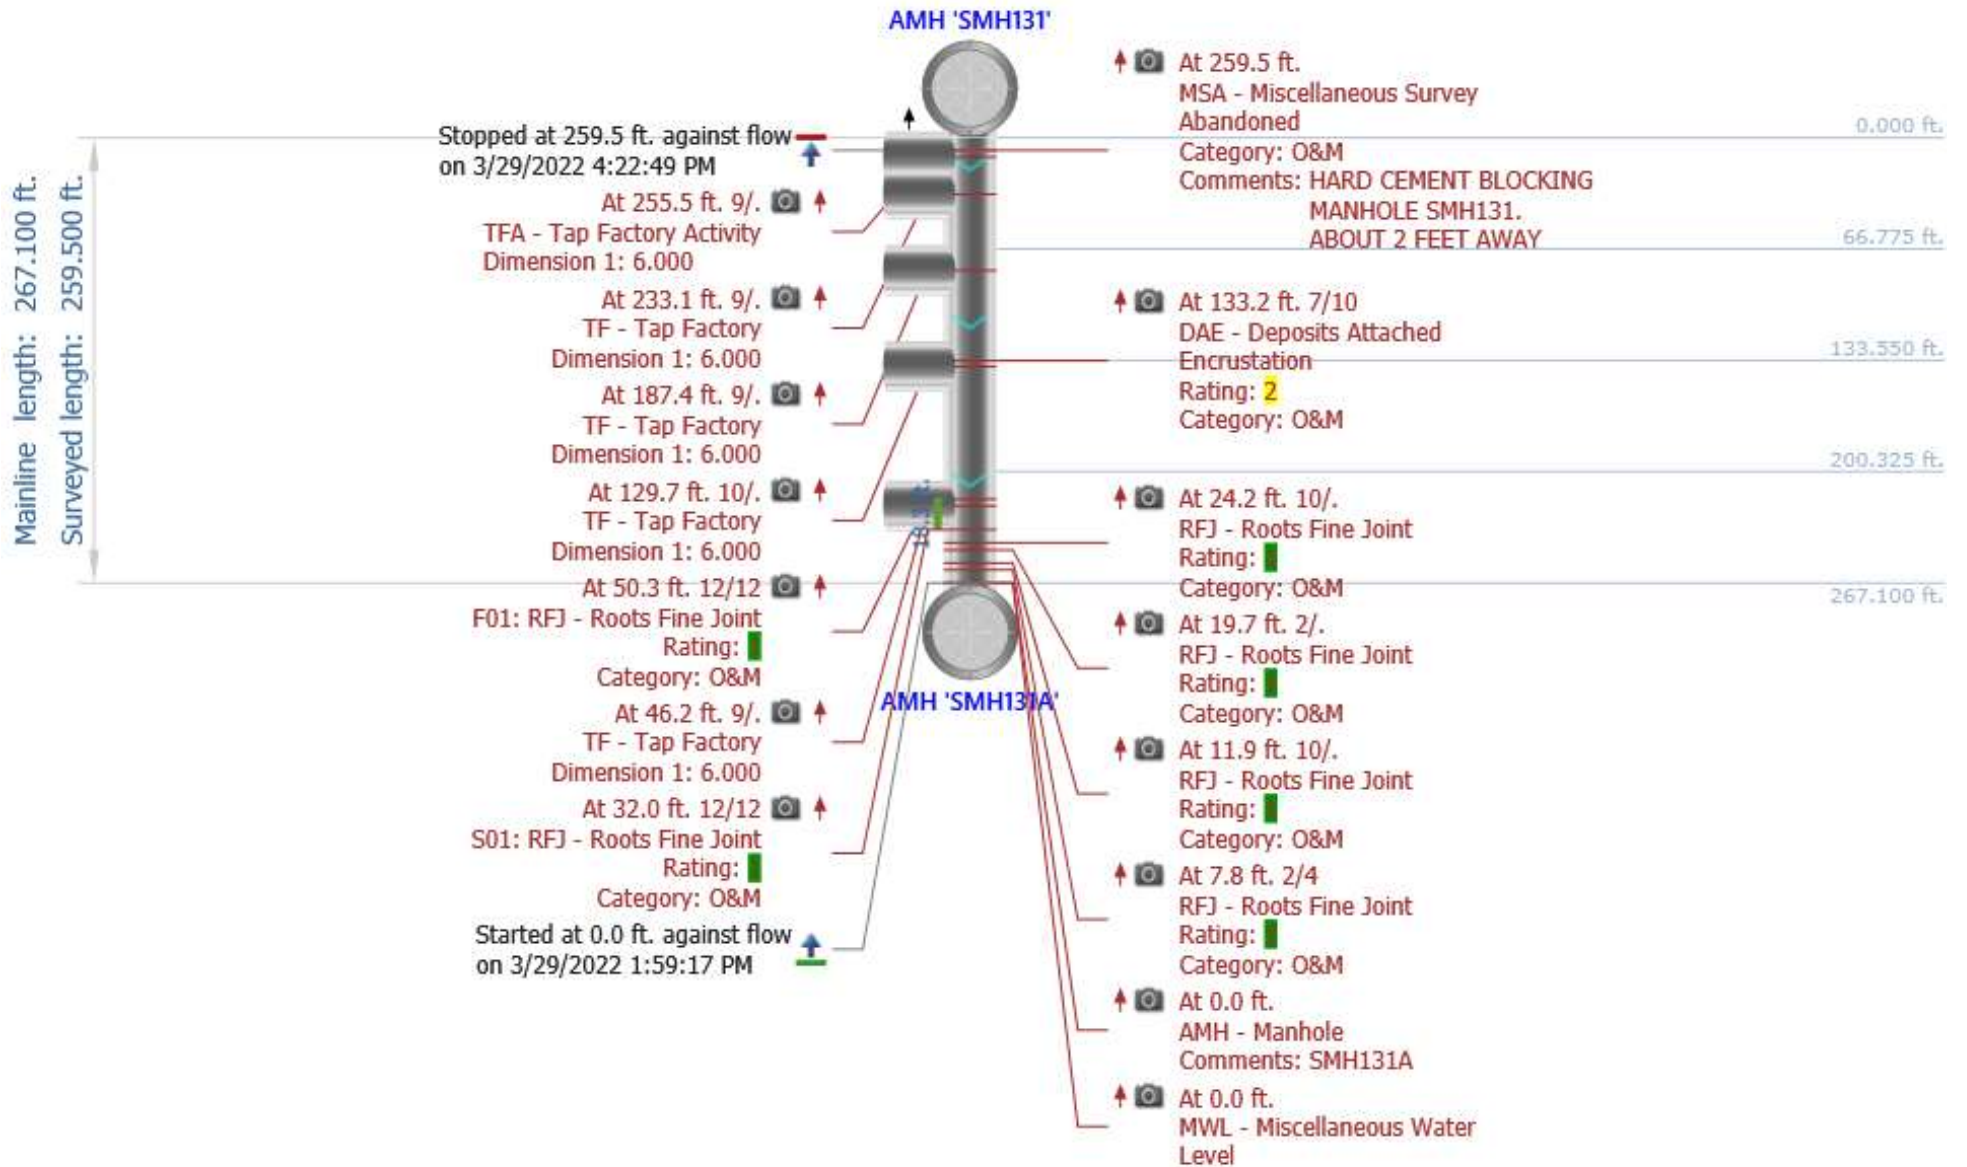 AMH 'SMH131'
Mainline length: 267.100 ft.
Surveyed length: 259.500 ft.
Stopped at 259.5 ft. against flow
on 3/29/2022 4:22:49 PM
At 255.5 ft. 9/.
TFA - Tap Factory Activity
Dimension 1: 6.000
At 233.1 ft. 9/.
TF - Tap Factory
Dimension 1: 6.000
At 187.4 ft. 9/.
TF - Tap Factory
Dimension 1: 6.000
At 129.7 ft. 10/.
TF - Tap Factory
Dimension 1: 6.000
At 50.3 ft. 12/12
F01: RFJ - Roots Fine Joint
Rating:
Category: O&M
At 46.2 ft. 9/.
TF - Tap Factory
Dimension 1: 6.000
At 32.0 ft. 12/12
S01: RFJ - Roots Fine Joint
Rating:
Category: O&M
Started at 0.0 ft. against flow
on 3/29/2022 1:59:17 PM
AMH 'SMH131A'
At 259.5 ft.
MSA - Miscellaneous Survey
Abandoned
Category: O&M
Comments: HARD CEMENT BLOCKING
MANHOLE SMH131.
ABOUT 2 FEET AWAY
At 133.2 ft. 7/10
DAE - Deposits Attached
Encrustation
Rating: 2
Category: O&M
At 24.2 ft. 10/.
RFJ - Roots Fine Joint
Rating:
Category: O&M
At 19.7 ft. 2/.
RFJ - Roots Fine Joint
Rating:
Category: O&M
At 11.9 ft. 10/.
RFJ - Roots Fine Joint
Rating:
Category: O&M
At 7.8 ft. 2/4
RFJ - Roots Fine Joint
Rating:
Category: O&M
At 0.0 ft.
AMH - Manhole
Comments: SMH131A
At 0.0 ft.
MWL - Miscellaneous Water
Level
0.000 ft.
66.775 ft.
133.550 ft.
200.325 ft.
267.100 ft.